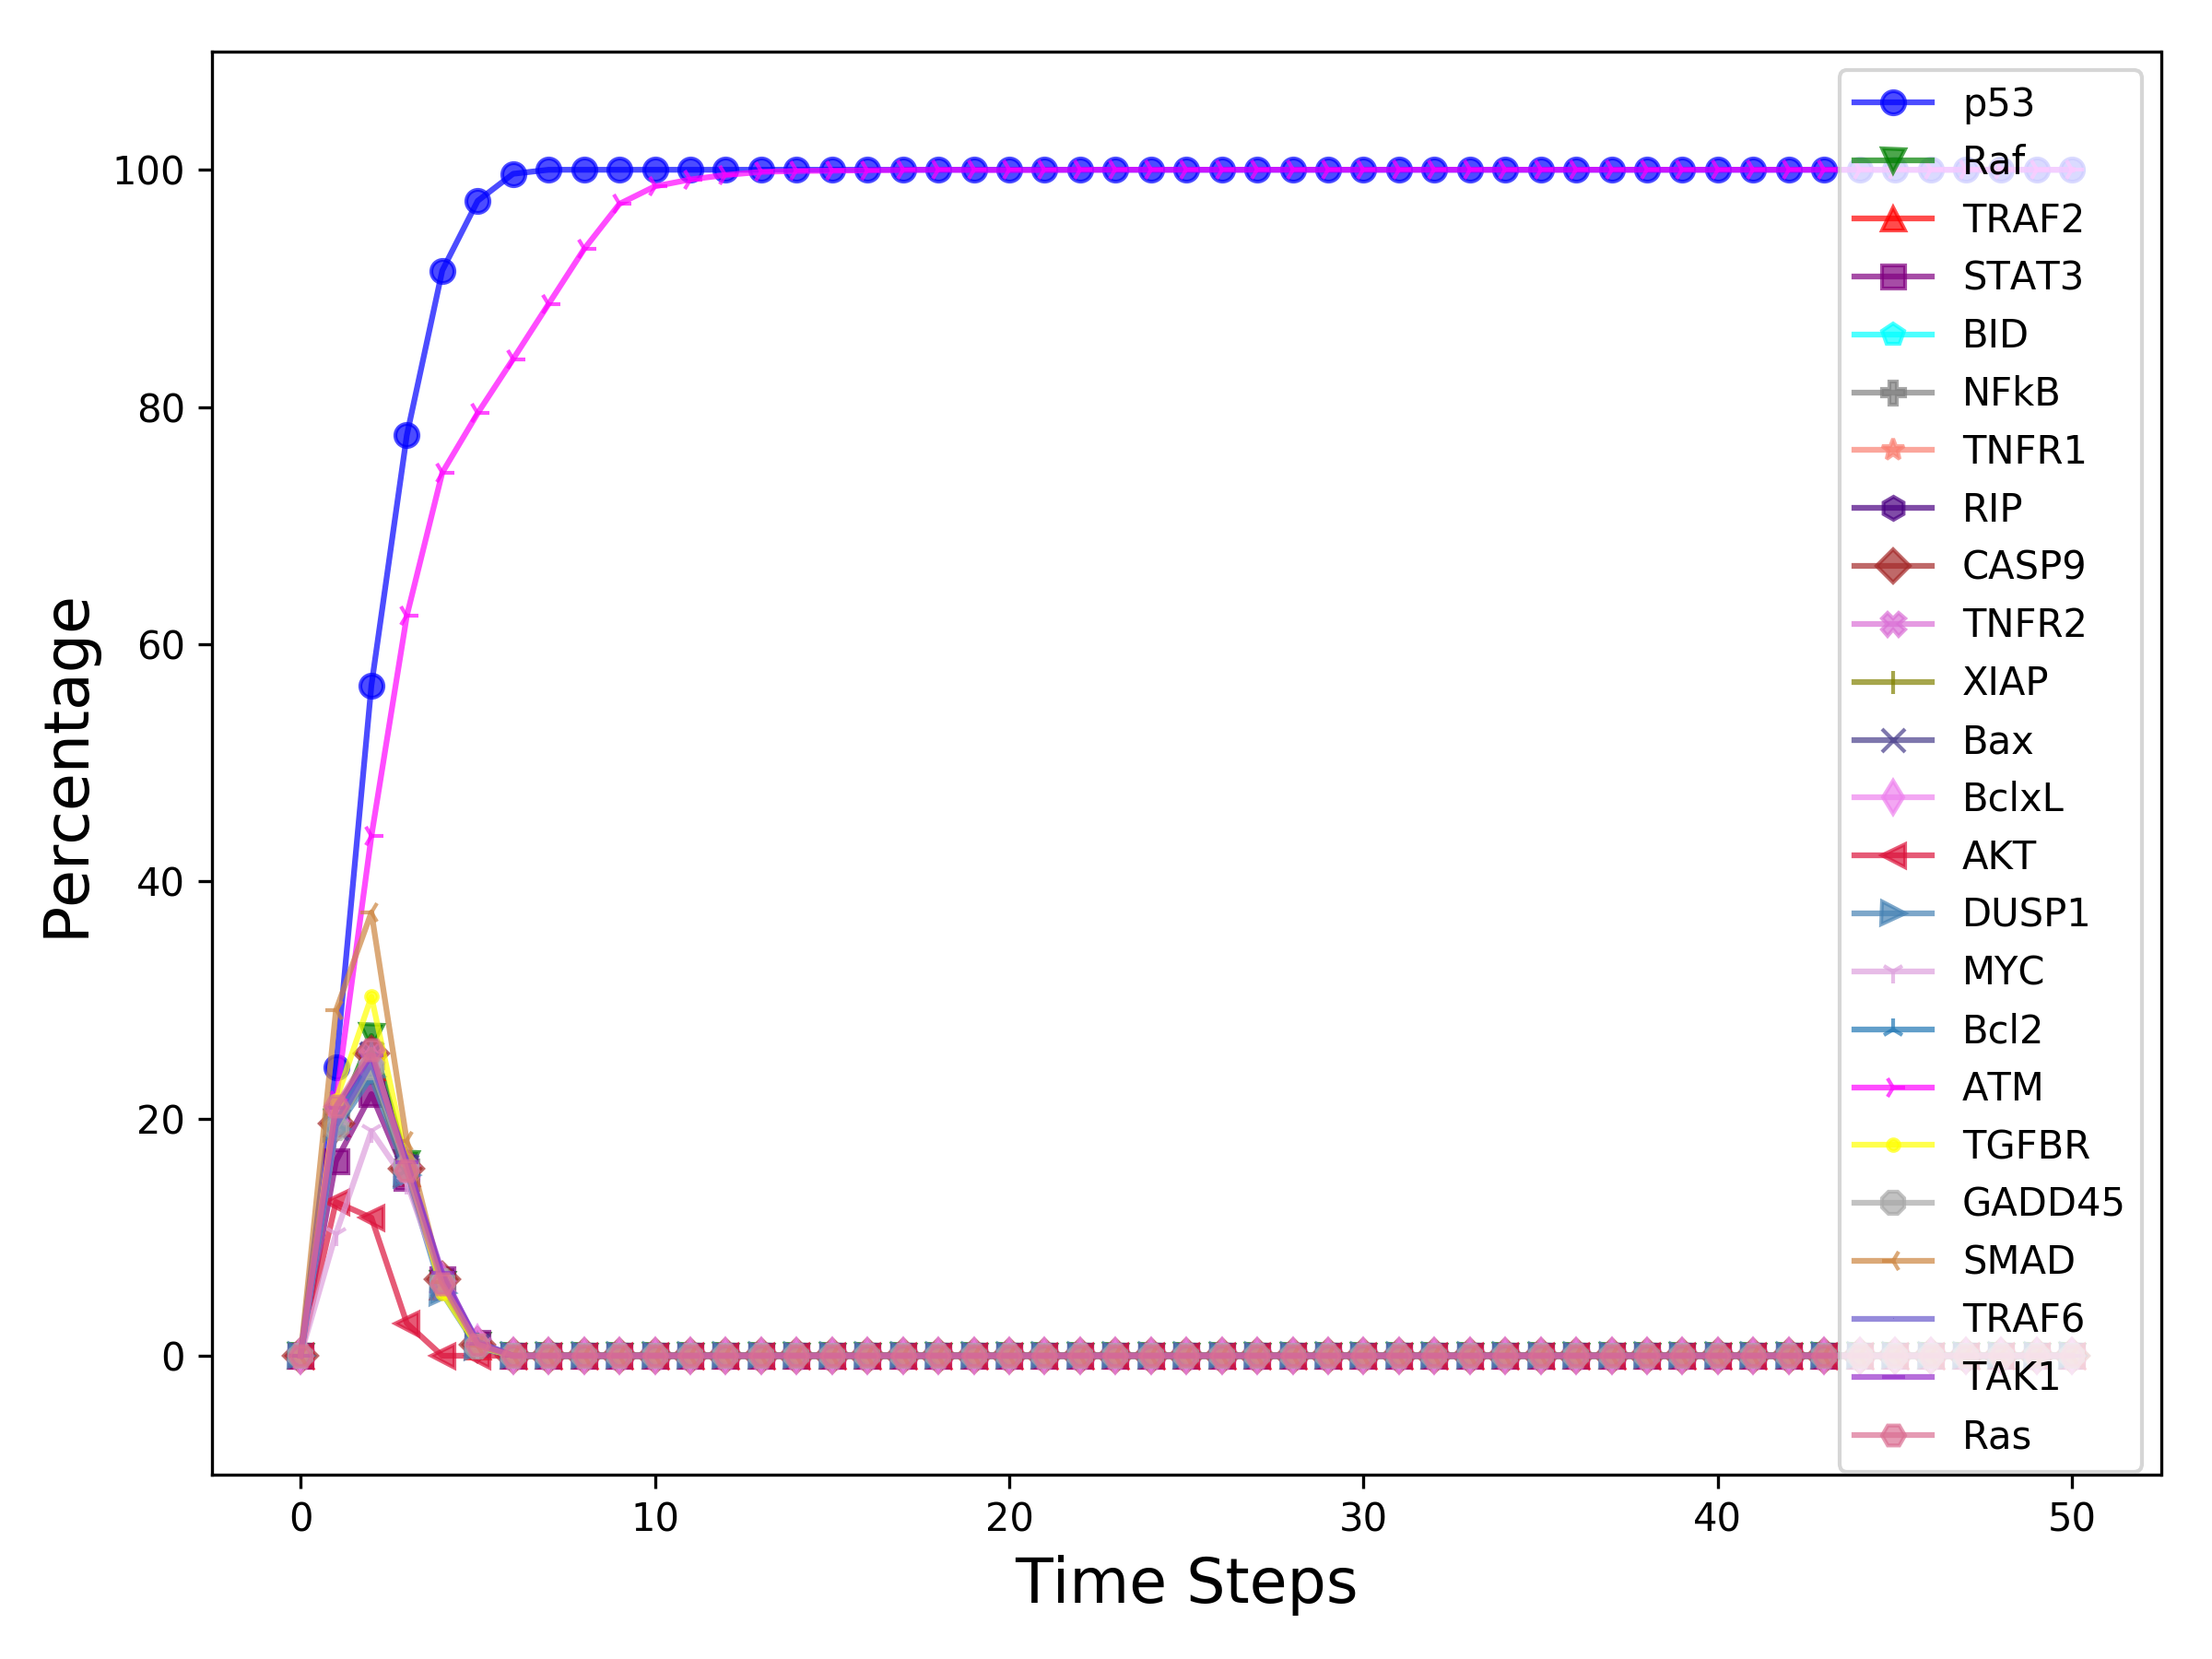 100
80
60
40
20
0
Percentage
0 10 20 30 40 50
Time Steps
p53
Raf
TRAF2
STAT3
BID
NFkB
TNFR1
RIP
CASP9
TNFR2
XIAP
Bax
BclxL
AKT
DUSP1
MYC
Bcl2
ATM
TGFBR
GADD45
SMAD
TRAF6
TAK1
Ras